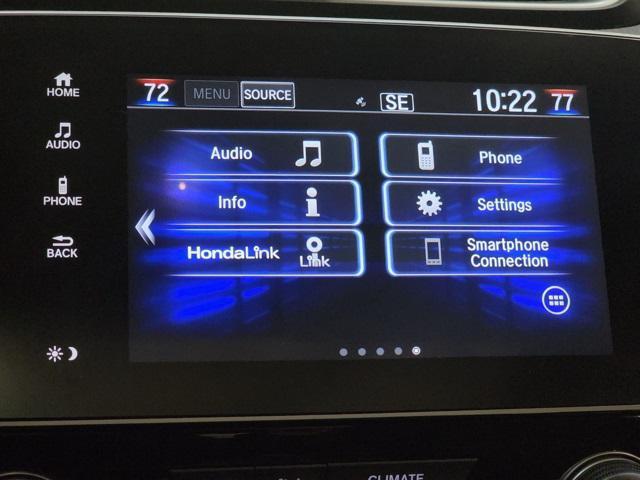 72 MENU SOURCE SE 10:22 77
HOME
AUDIO
PHONE
BACK
Audio
Phone
Info
Settings
HondaLink Link
Smartphone
Connection
CLIMATE